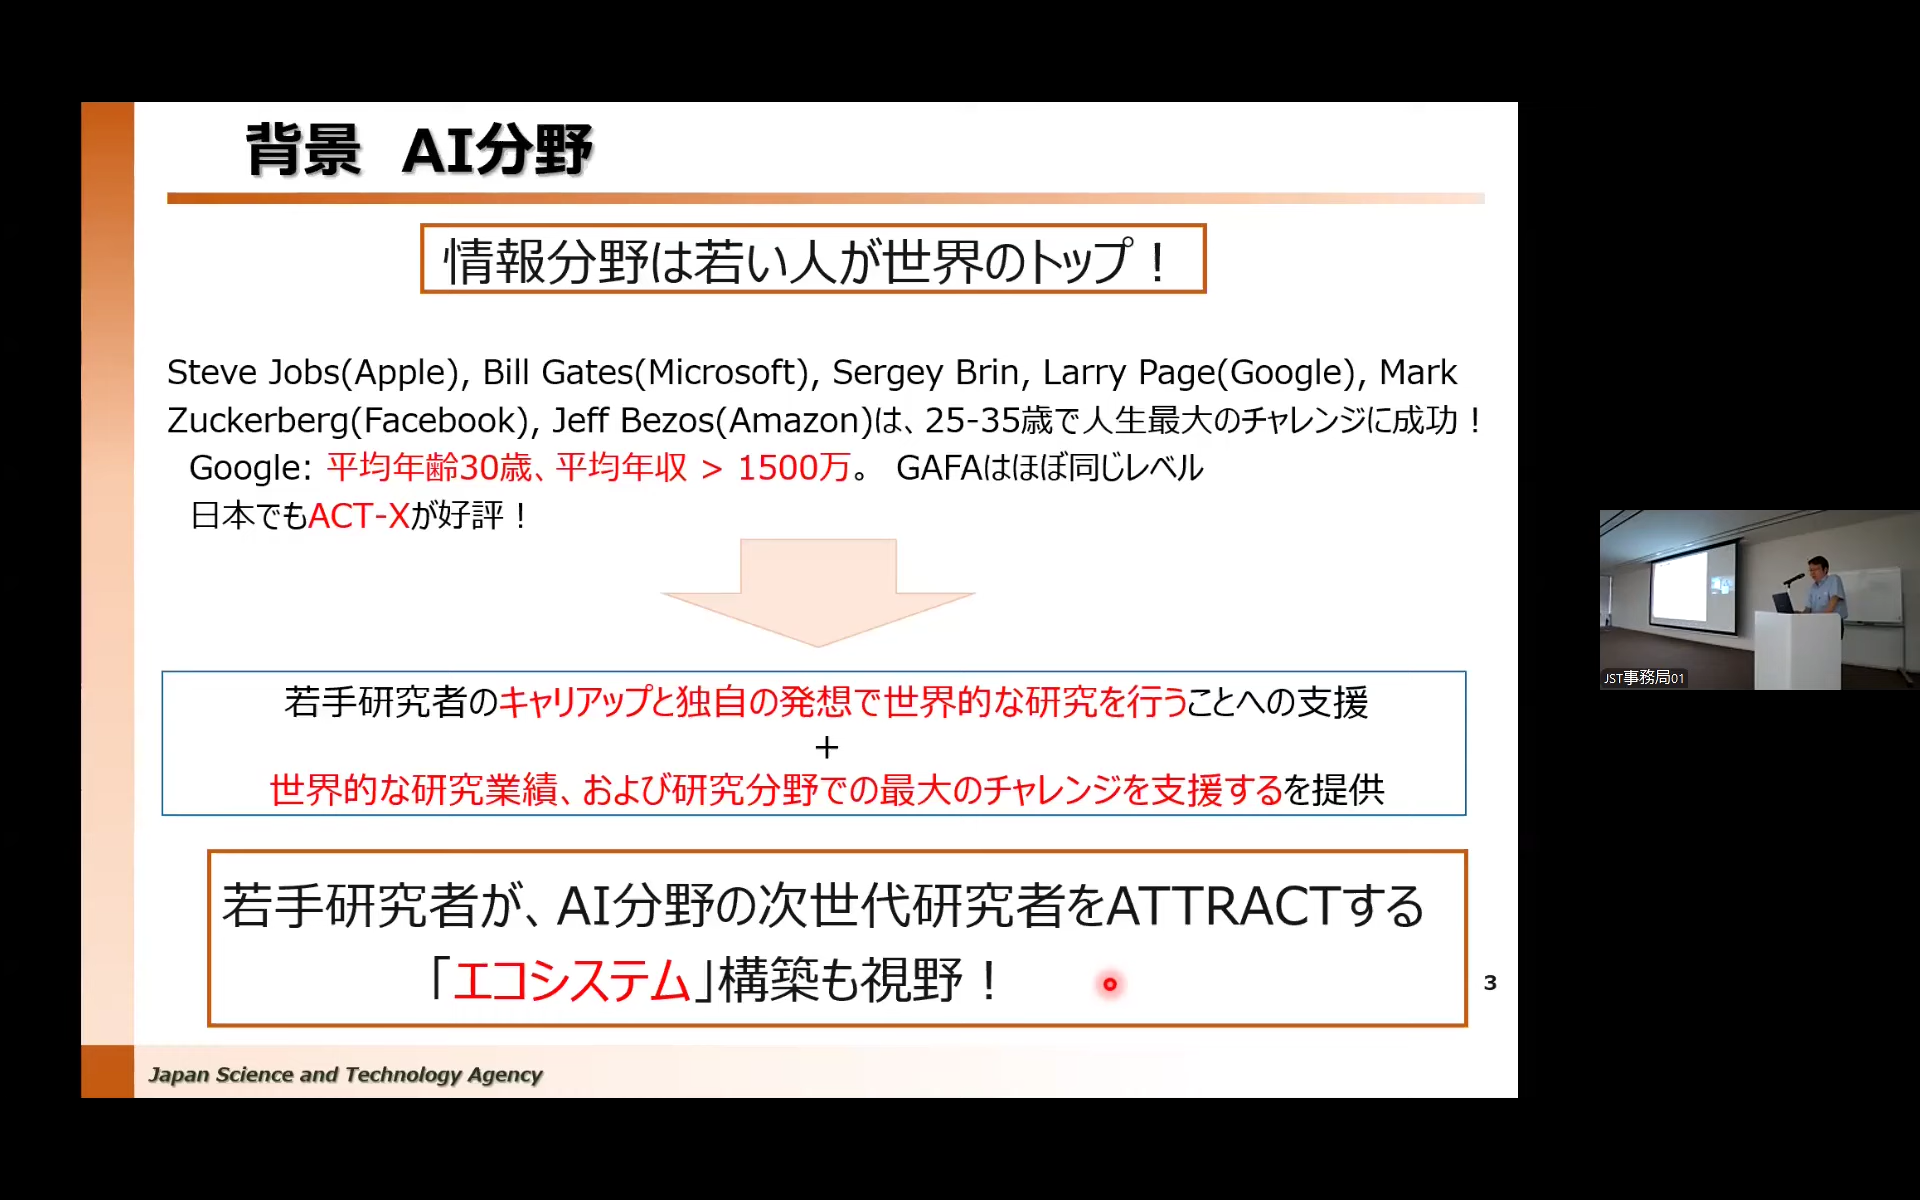 背景 AI分野
情報分野は若い人が世界のトップ！
Steve Jobs(Apple), Bill Gates(Microsoft), Sergey Brin, Larry Page(Google), Mark
Zuckerberg(Facebook), Jeff Bezos(Amazon)は、25-35歳で人生最大のチャレンジに成功！
Google: 平均年齢30歳、平均年収 > 1500万。 GAFAはほぼ同じレベル
日本でもACT-Xが好評！
若手研究者のキャリアップと独自の発想で世界的な研究を行うことへの支援
＋
世界的な研究業績、および研究分野での最大のチャレンジを支援するを提供
若手研究者が、AI分野の次世代研究者をATTRACTする
「エコシステム」構築も視野！
3
Japan Science and Technology Agency
JST事務局01